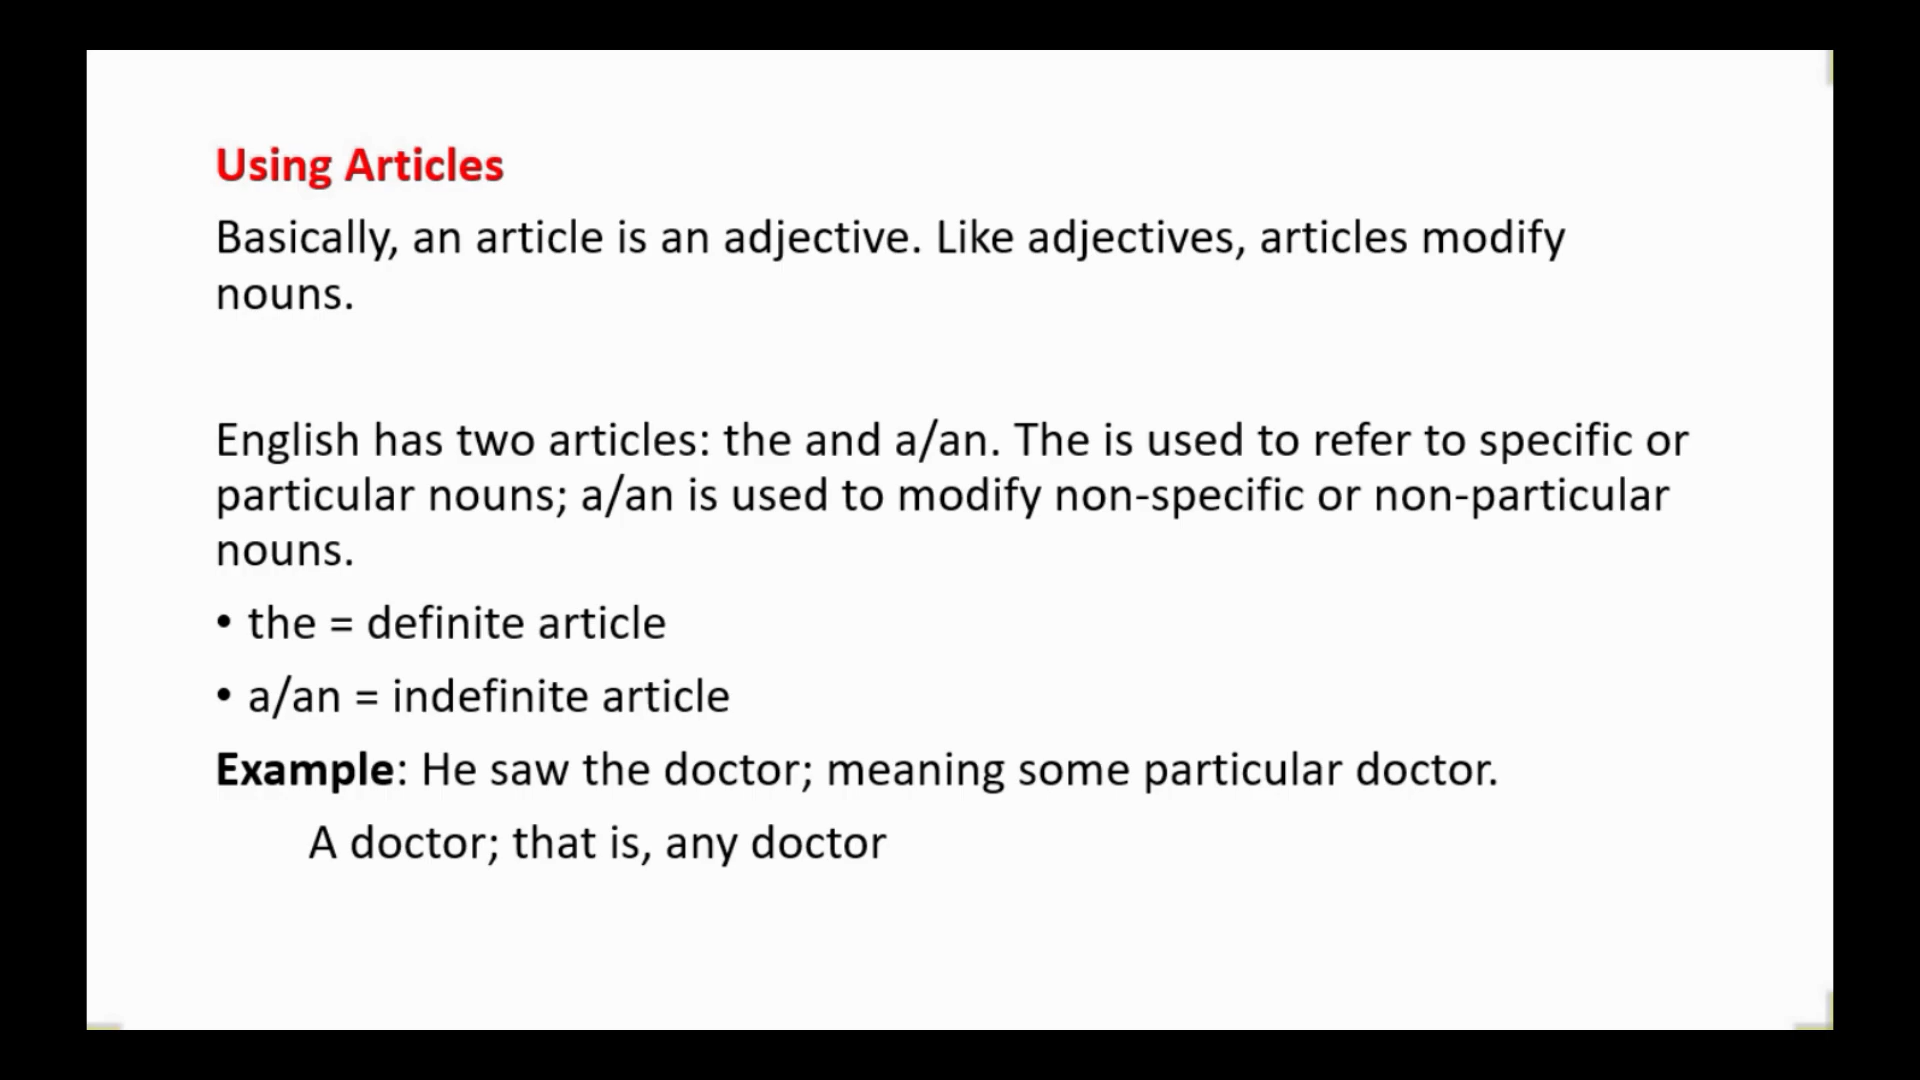 Using Articles
Basically, an article is an adjective. Like adjectives, articles modify
nouns.
English has two articles: the and a/an. The is used to refer to specific or
particular nouns; a/an is used to modify non-specific or non-particular
nouns.
• the = definite article
• a/an = indefinite article
Example: He saw the doctor; meaning some particular doctor.
A doctor; that is, any doctor